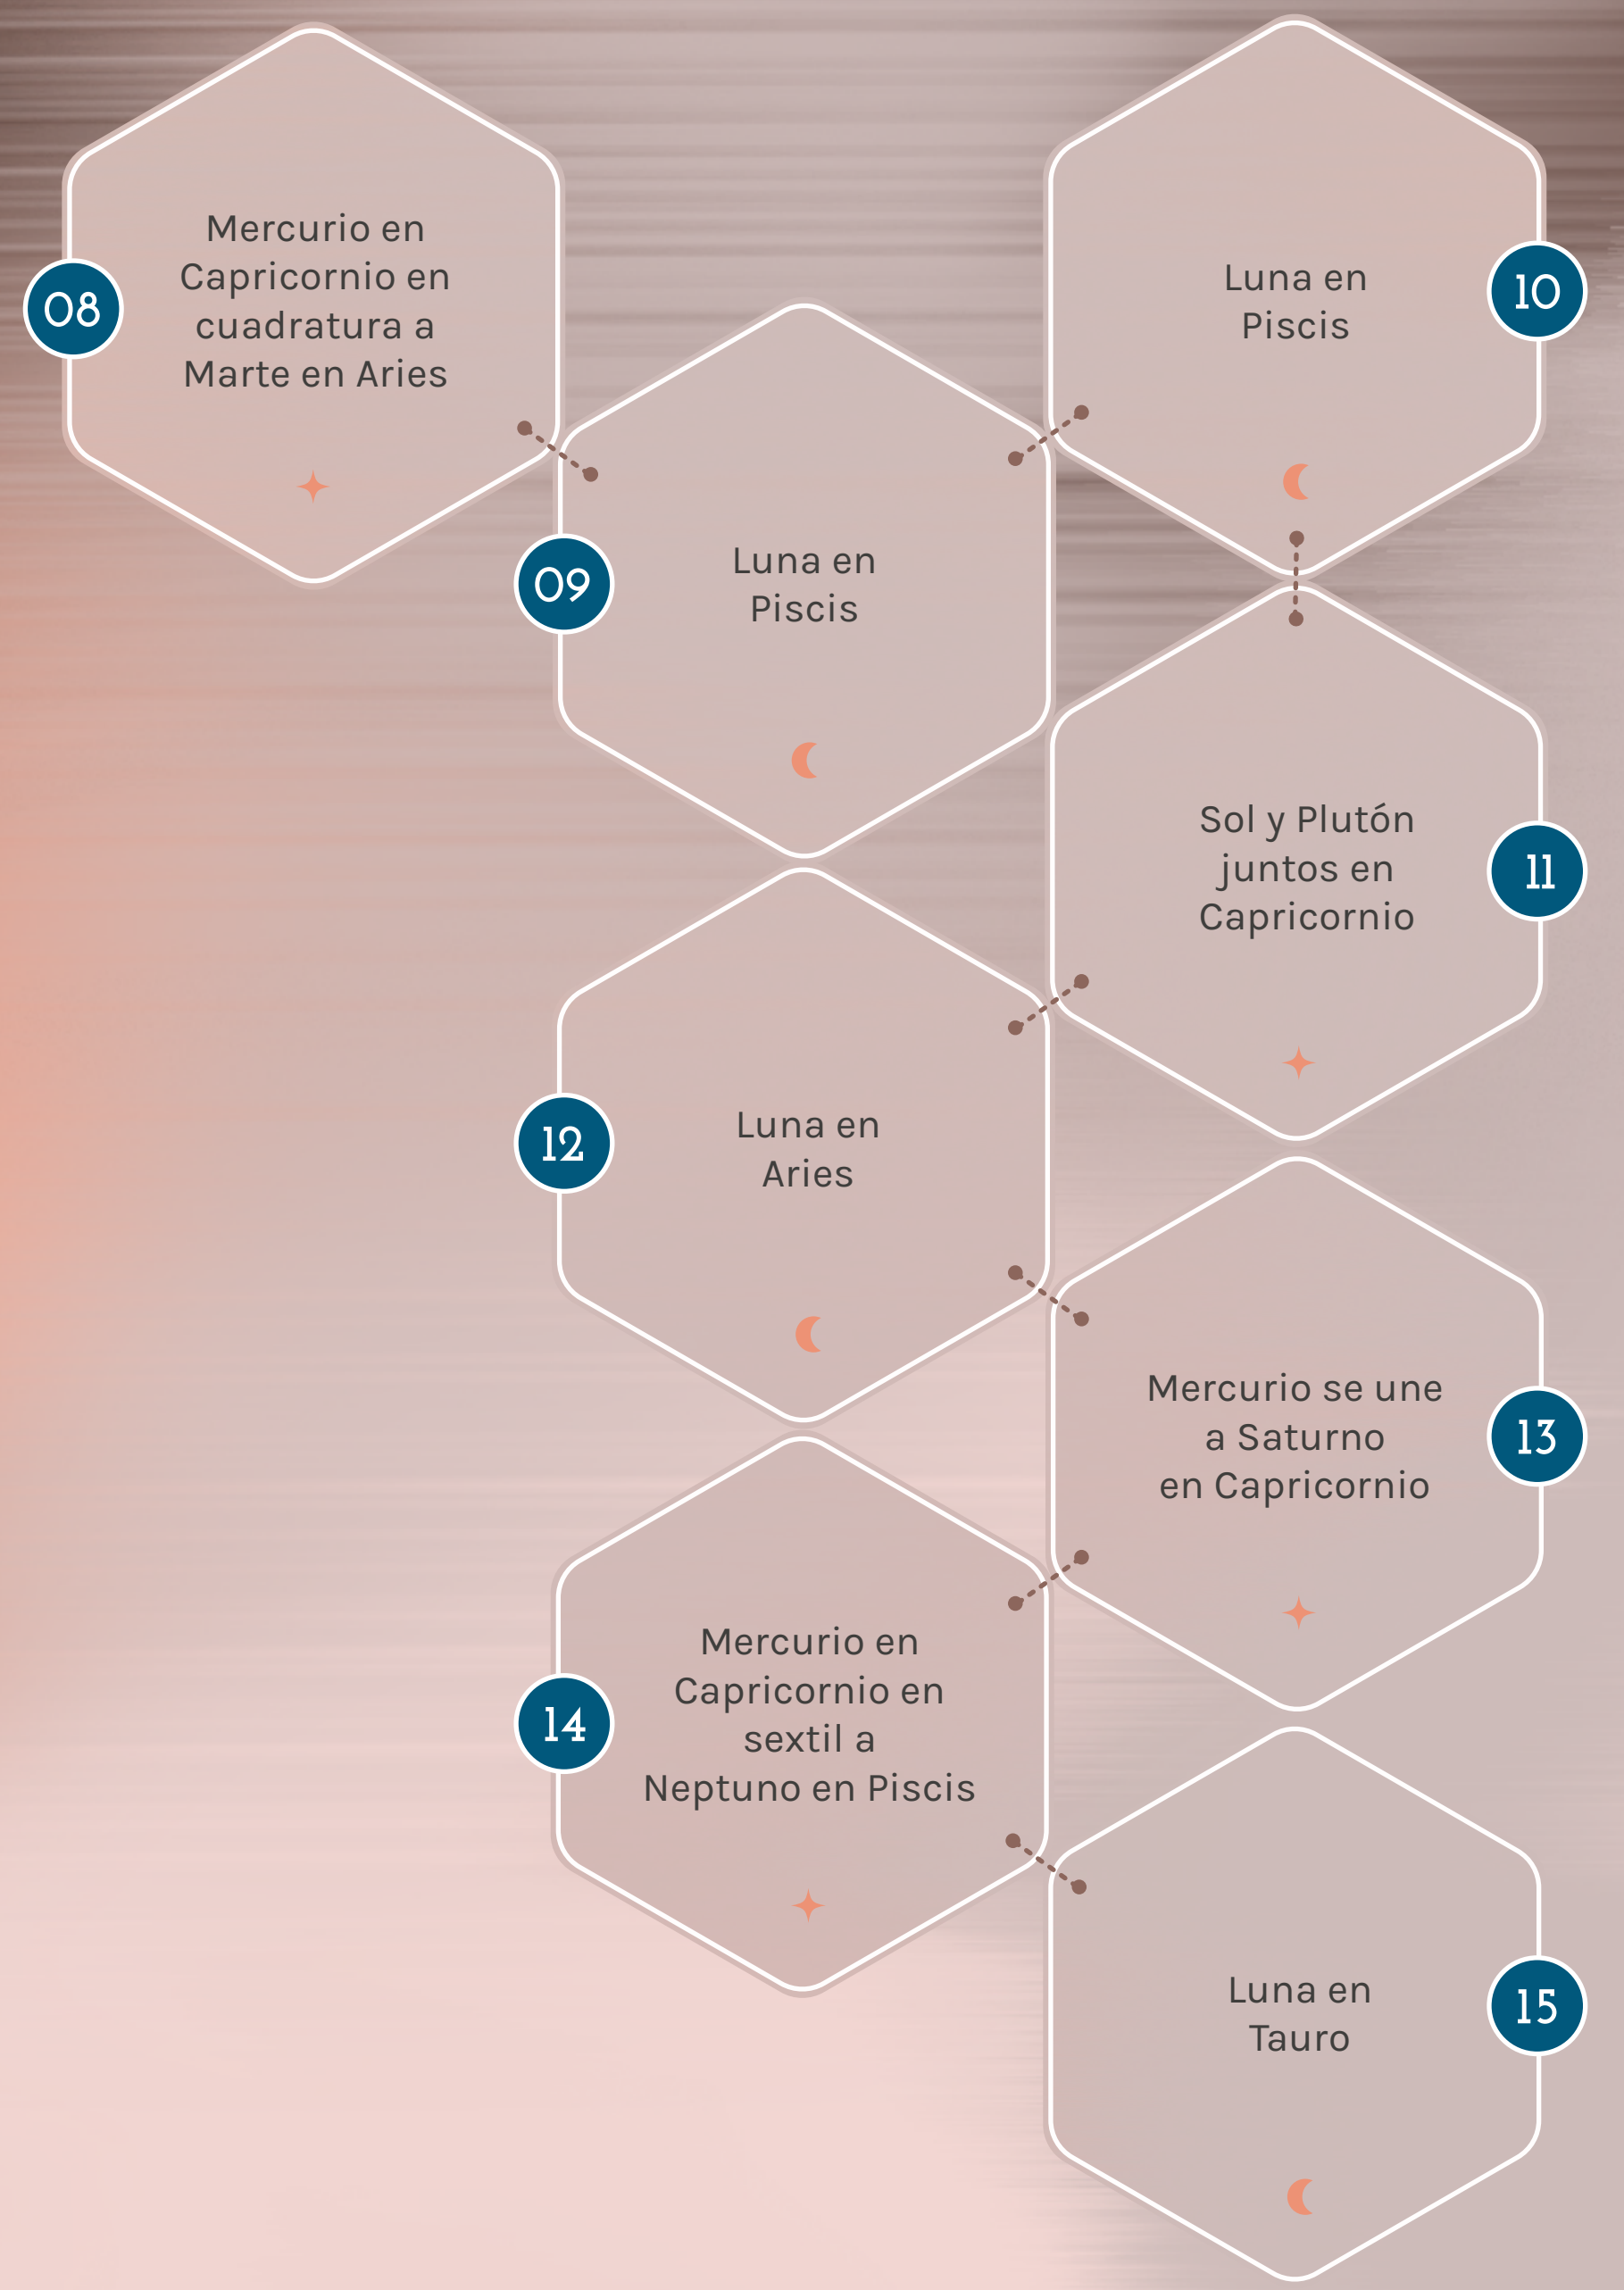 08
Mercurio en
Capricornio en
cuadratura a
Marte en Aries
09
Luna en
Piscis
10
Luna en
Piscis
11
Sol y Plutón
juntos en
Capricornio
12
Luna en
Aries
13
Mercurio se une
a Saturno
en Capricornio
14
Mercurio en
Capricornio en
sextil a
Neptuno en Piscis
15
Luna en
Tauro